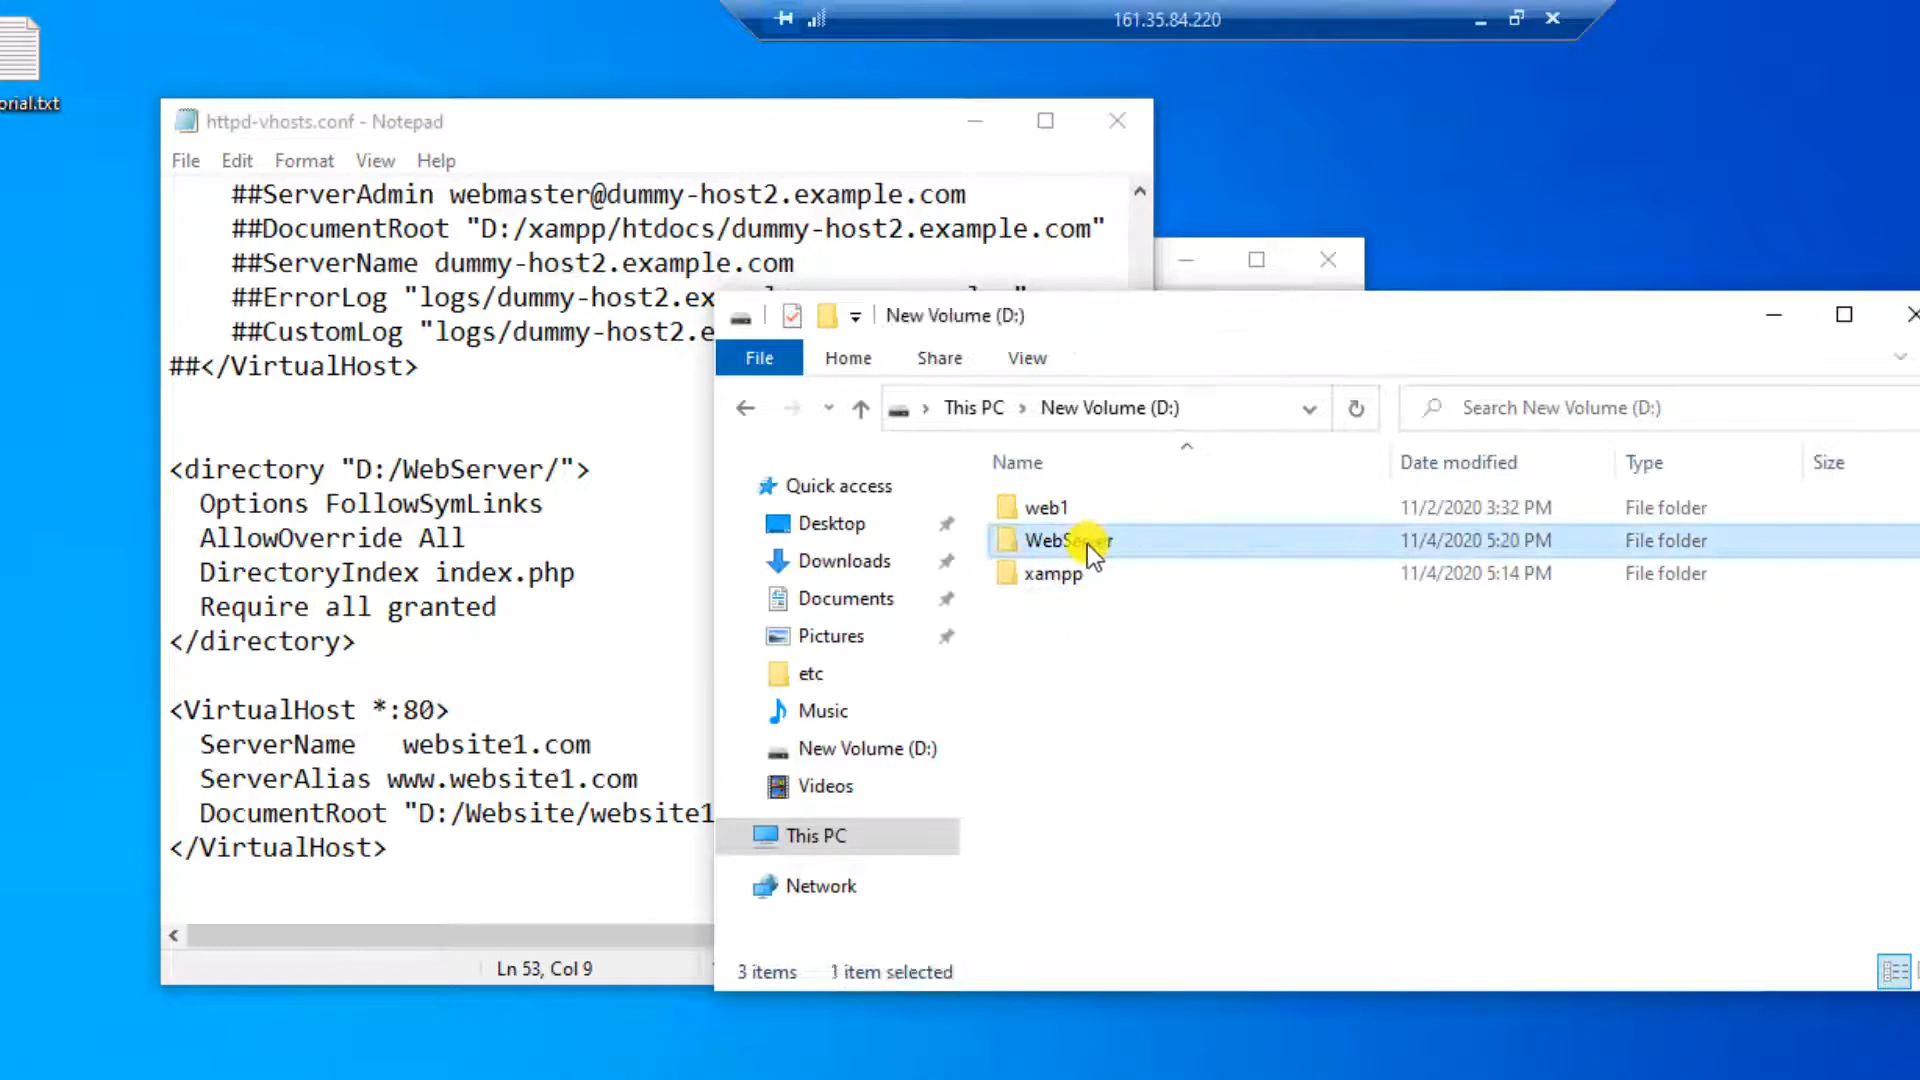 161.35.84.220
orial.txt
httpd-vhosts.conf - Notepad
File Edit Format View Help
##ServerAdmin webmaster@dummy-host2.example.com
##DocumentRoot "D:/xampp/htdocs/dummy-host2.example.com"
##ServerName dummy-host2.example.com
##ErrorLog "logs/dummy-host2.ex
##CustomLog "logs/dummy-host2.e
##</VirtualHost>
<directory "D:/WebServer/">
Options FollowSymLinks
AllowOverride All
DirectoryIndex index.php
Require all granted
</directory>
<VirtualHost *:80>
ServerName website1.com
ServerAlias www.website1.com
DocumentRoot "D:/Website/website1
</VirtualHost>
Ln 53, Col 9
New Volume (D:)
File Home Share View
This PC New Volume (D:)
Search New Volume (D:)
Name Date modified Type Size
web1 11/2/2020 3:32 PM File folder
WebServer 11/4/2020 5:20 PM File folder
xampp 11/4/2020 5:14 PM File folder
Quick access
Desktop
Downloads
Documents
Pictures
etc
Music
New Volume (D:)
Videos
This PC
Network
3 items 1 item selected